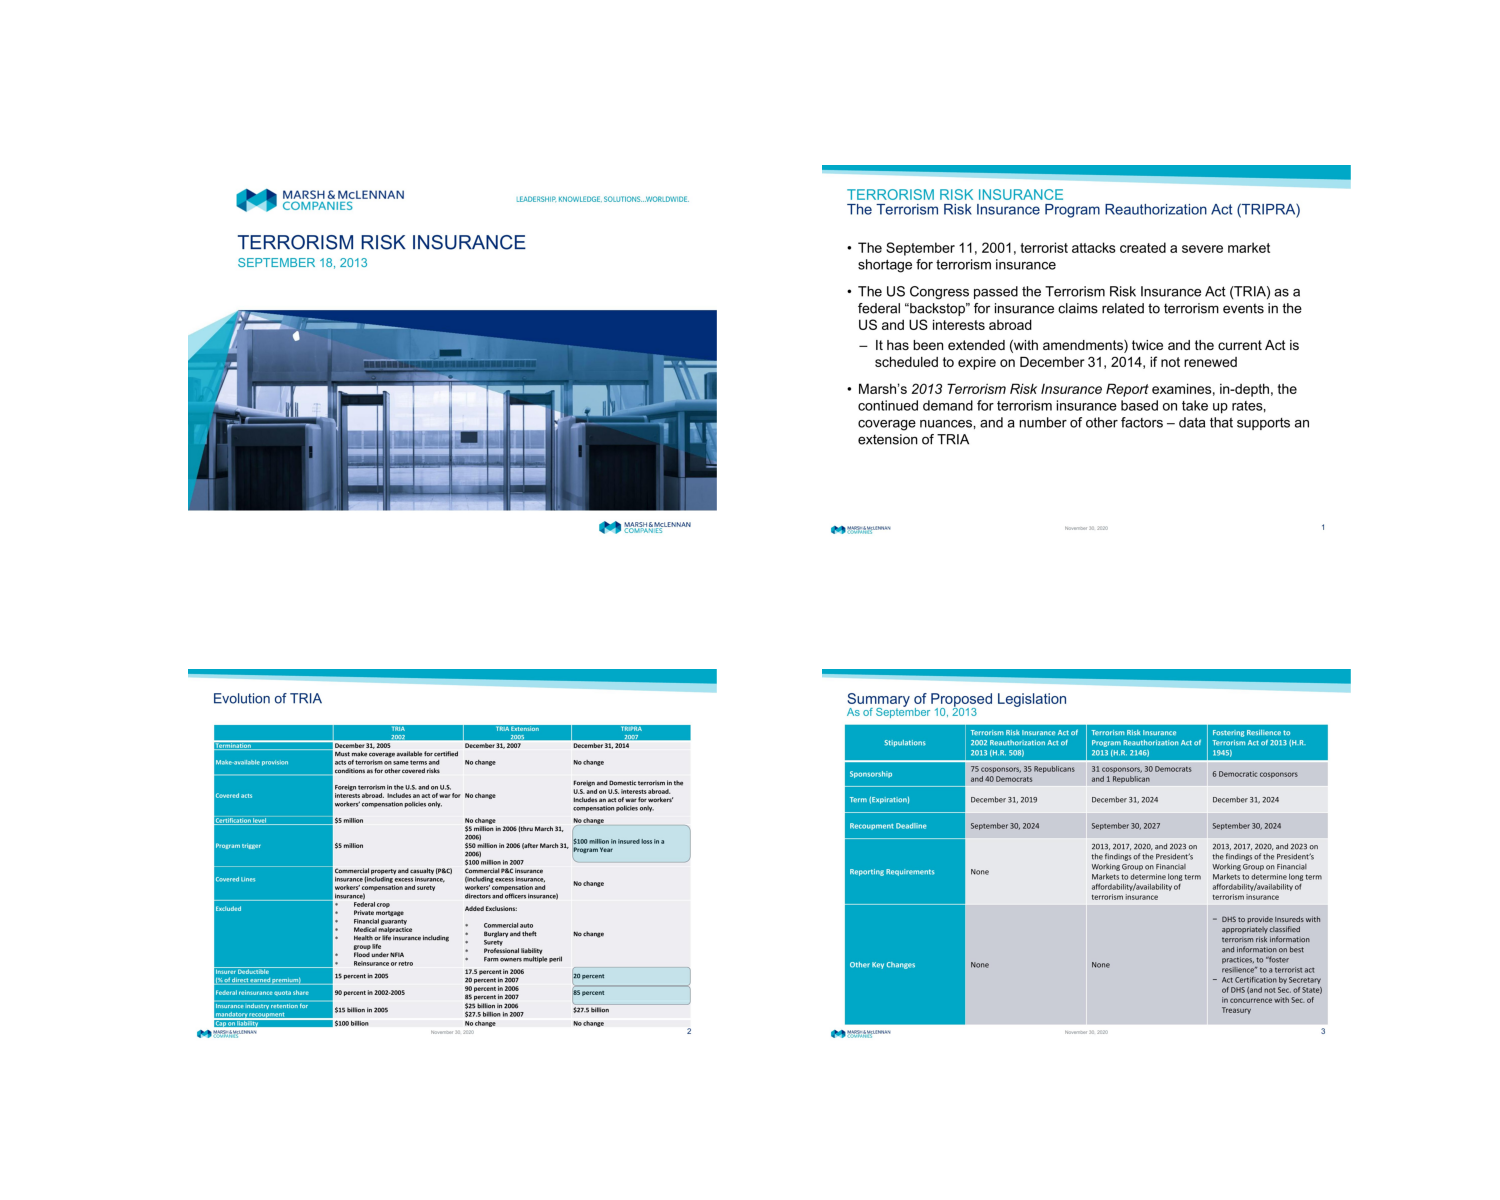 MARSH & McLENNAN
COMPANIES
LEADERSHIP, KNOWLEDGE, SOLUTIONS...WORLDWIDE.
TERRORISM RISK INSURANCE
SEPTEMBER 18, 2013
MARSH & McLENNAN
COMPANIES
TERRORISM RISK INSURANCE
The Terrorism Risk Insurance Program Reauthorization Act (TRIPRA)
• The September 11, 2001, terrorist attacks created a severe market
shortage for terrorism insurance
• The US Congress passed the Terrorism Risk Insurance Act (TRIA) as a
federal “backstop” for insurance claims related to terrorism events in the
US and US interests abroad
– It has been extended (with amendments) twice and the current Act is
scheduled to expire on December 31, 2014, if not renewed
• Marsh’s 2013 Terrorism Risk Insurance Report examines, in-depth, the
continued demand for terrorism insurance based on take up rates,
coverage nuances, and a number of other factors – data that supports an
extension of TRIA
MARSH & McLENNAN
COMPANIES
November 30, 2020
1
Evolution of TRIA
TRIA
2002
TRIA Extension
2005
TRIPRA
2007
Termination
December 31, 2005
December 31, 2007
December 31, 2014
Make-available provision
Must make coverage available for certified
acts of terrorism on same terms and
conditions as for other covered risks
No change
No change
Covered acts
Foreign terrorism in the U.S. and on U.S.
interests abroad. Includes an act of war for
workers’ compensation policies only.
No change
Foreign and Domestic terrorism in the
U.S. and on U.S. interests abroad.
Includes an act of war for workers’
compensation policies only.
Certification level
$5 million
No change
No change
Program trigger
$5 million
$5 million in 2006 (thru March 31,
2006)
$50 million in 2006 (after March 31,
2006)
$100 million in 2007
$100 million in insured loss in a
Program Year
Covered Lines
Commercial property and casualty (P&C)
insurance (including excess insurance,
workers’ compensation and surety
insurance)
Commercial P&C insurance
(including excess insurance,
workers’ compensation and
directors and officers insurance)
No change
Excluded
• Federal crop
• Private mortgage
• Financial guaranty
• Medical malpractice
• Health or life insurance including
group life
• Flood under NFIA
• Reinsurance or retro
Added Exclusions:
• Commercial auto
• Burglary and theft
• Surety
• Professional liability
• Farm owners multiple peril
No change
Insurer Deductible
(% of direct earned premium)
15 percent in 2005
17.5 percent in 2006
20 percent in 2007
20 percent
Federal reinsurance quota share
90 percent in 2002-2005
90 percent in 2006
85 percent in 2007
85 percent
Insurance industry retention for
mandatory recoupment
$15 billion in 2005
$25 billion in 2006
$27.5 billion in 2007
$27.5 billion
Cap on liability
$100 billion
No change
No change
MARSH & McLENNAN
COMPANIES
November 30, 2020
2
Summary of Proposed Legislation
As of September 10, 2013
Stipulations
Terrorism Risk Insurance Act of
2002 Reauthorization Act of
2013 (H.R. 508)
Terrorism Risk Insurance
Program Reauthorization Act of
2013 (H.R. 2146)
Fostering Resilience to
Terrorism Act of 2013 (H.R.
1945)
Sponsorship
75 cosponsors, 35 Republicans
and 40 Democrats
31 cosponsors, 30 Democrats
and 1 Republican
6 Democratic cosponsors
Term (Expiration)
December 31, 2019
December 31, 2024
December 31, 2024
Recoupment Deadline
September 30, 2024
September 30, 2027
September 30, 2024
Reporting Requirements
None
2013, 2017, 2020, and 2023 on
the findings of the President’s
Working Group on Financial
Markets to determine long term
affordability/availability of
terrorism insurance
2013, 2017, 2020, and 2023 on
the findings of the President’s
Working Group on Financial
Markets to determine long term
affordability/availability of
terrorism insurance
Other Key Changes
None
None
– DHS to provide Insureds with
appropriately classified
terrorism risk information
and information on best
practices, to “foster
resilience” to a terrorist act
– Act Certification by Secretary
of DHS (and not Sec. of State)
in concurrence with Sec. of
Treasury
MARSH & McLENNAN
COMPANIES
November 30, 2020
3